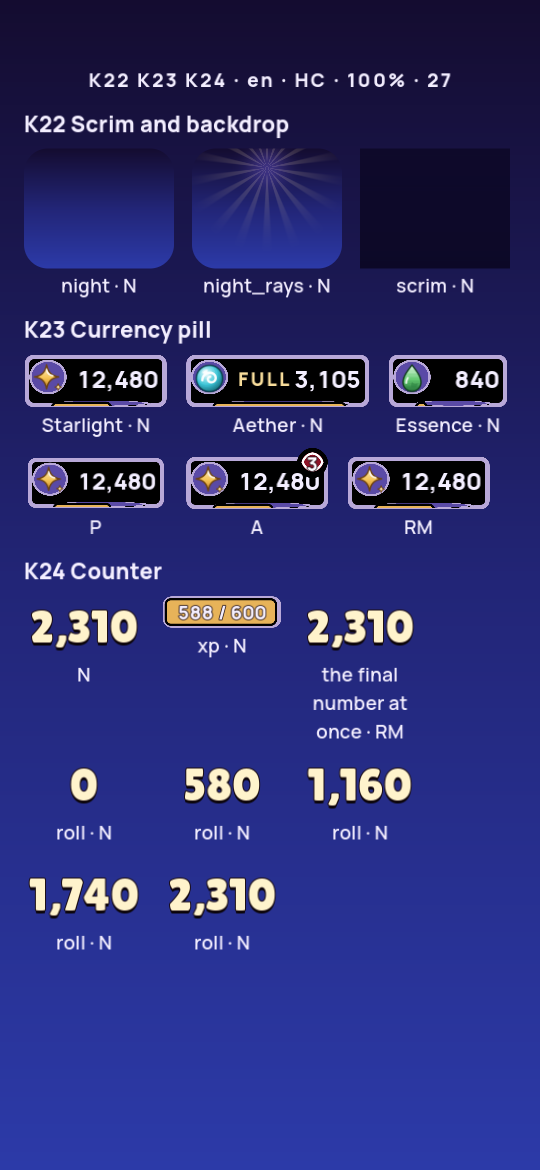 K22 K23 K24 · en · HC · 100% · 27
K22 Scrim and backdrop
night · N
night_rays · N
scrim · N
K23 Currency pill
12,480
FULL 3,105
840
Starlight · N
Aether · N
Essence · N
12,480
12,480
3
12,480
P
A
RM
K24 Counter
2,310
588 / 600
2,310
N
xp · N
the final
number at
once · RM
0
580
1,160
roll · N
roll · N
roll · N
1,740
2,310
roll · N
roll · N